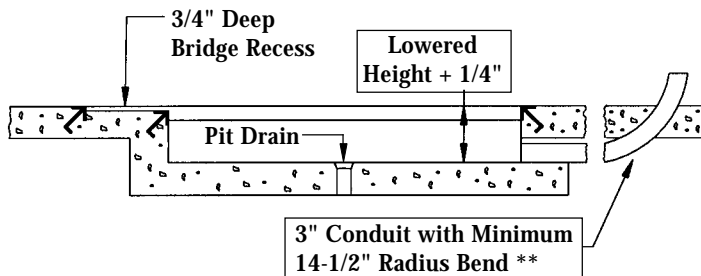 3/4" Deep
Bridge Recess
Lowered
Height + 1/4"
Pit Drain
3" Conduit with Minimum
14-1/2" Radius Bend **